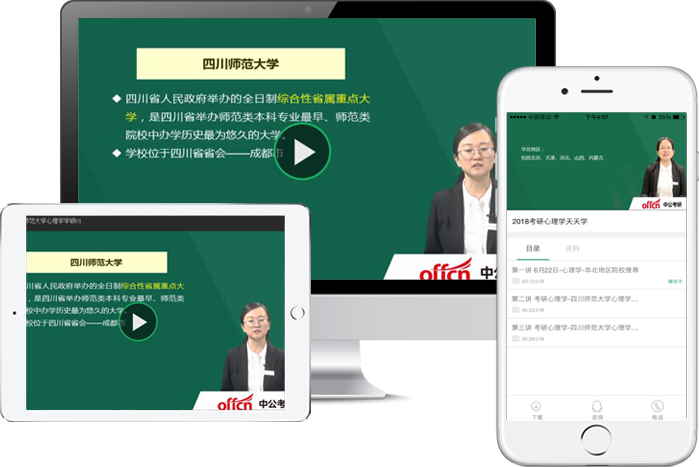 四川师范大学
四川省人民政府举办的全日制综合性省属重点大
学，是四川省举办师范类本科专业最早、师范类
院校中办学历史最为悠久的大学。
学校位于四川省省会——成都市
offcn 中公考
师范大学心理学学硕01
四川师范大学
川省人民政府举办的全日制综合性省属重点大
，是四川省举办师范类本科专业最早、师范类
校中办学历史最为悠久的大学。
校位于四川省省会——成都市
offcn 中公考
中国移动 下午4:57 55%
华北地区：
包括北京、天津、河北、山西、内蒙古
offcn 中公考研
2018考研心理学天天学
目录 资料
第一讲 6月22日-心理学-华北地区院校推荐
播放中
第二讲 考研心理学-四川师范大学心理学...
第三讲 考研心理学-四川师范大学心理学...
下载 咨询 电话